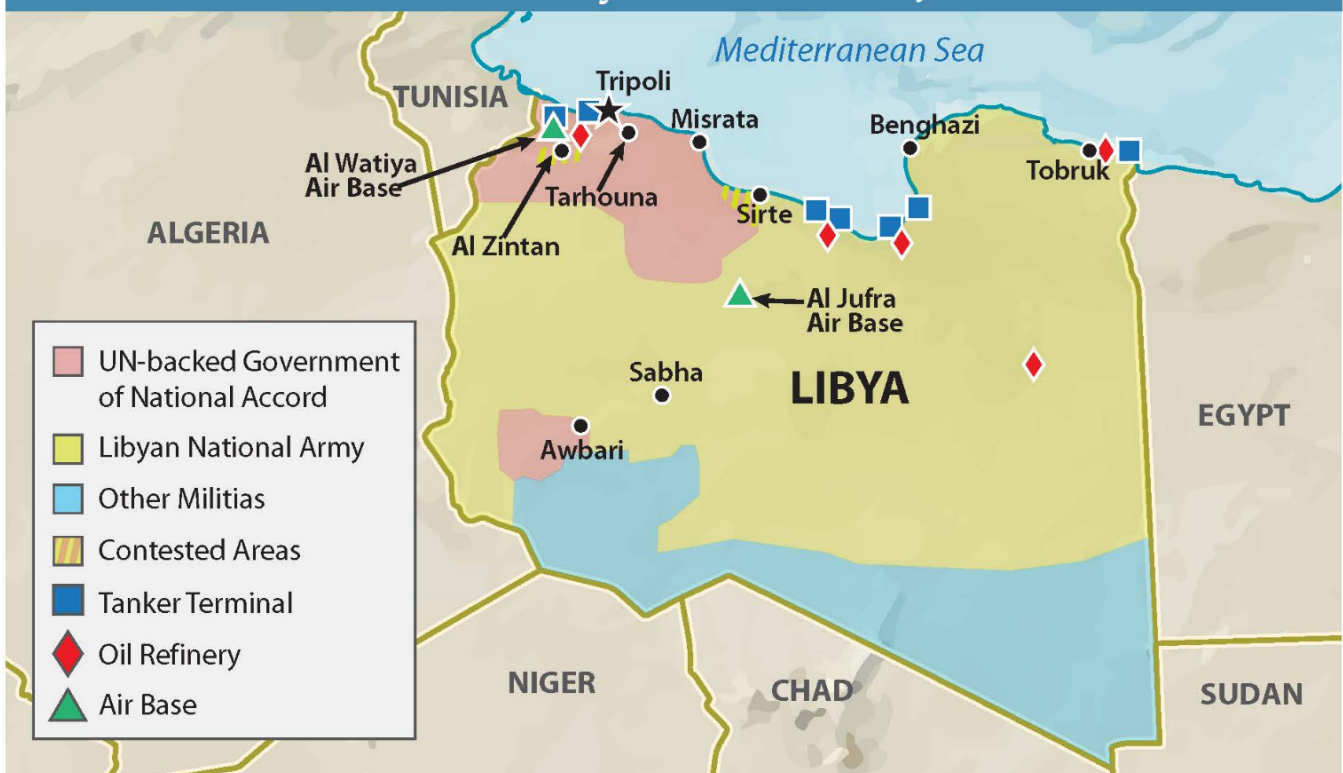 Mediterranean Sea
TUNISIA
Tripoli
Misrata
Benghazi
Tobruk
Al Watiya
Air Base
Tarhouna
Sirte
ALGERIA
Al Zintan
Al Jufra
Air Base
Sabha
LIBYA
EGYPT
Awbari
NIGER
CHAD
SUDAN
UN-backed Government
of National Accord
Libyan National Army
Other Militias
Contested Areas
Tanker Terminal
Oil Refinery
Air Base